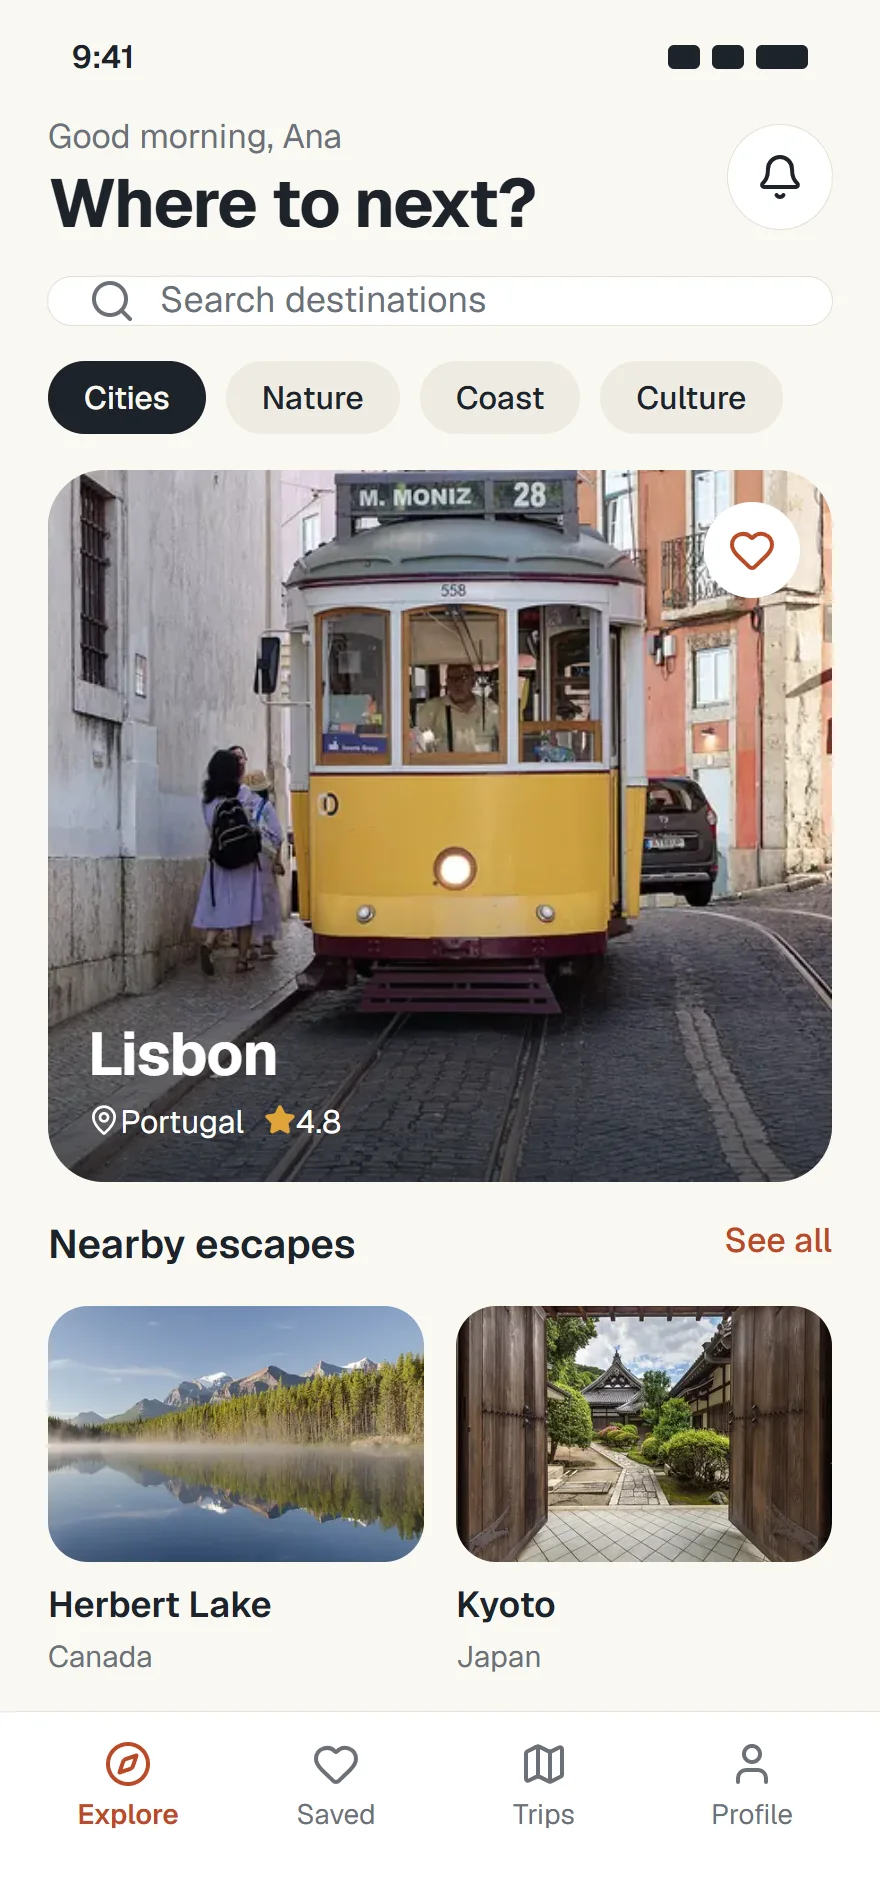 9:41
Good morning, Ana
Where to next?
Search destinations
Cities
Nature
Coast
Culture
M. MONIZ 28
558
Lisbon
Portugal 4.8
Nearby escapes
See all
Herbert Lake
Kyoto
Canada
Japan
Explore
Saved
Trips
Profile